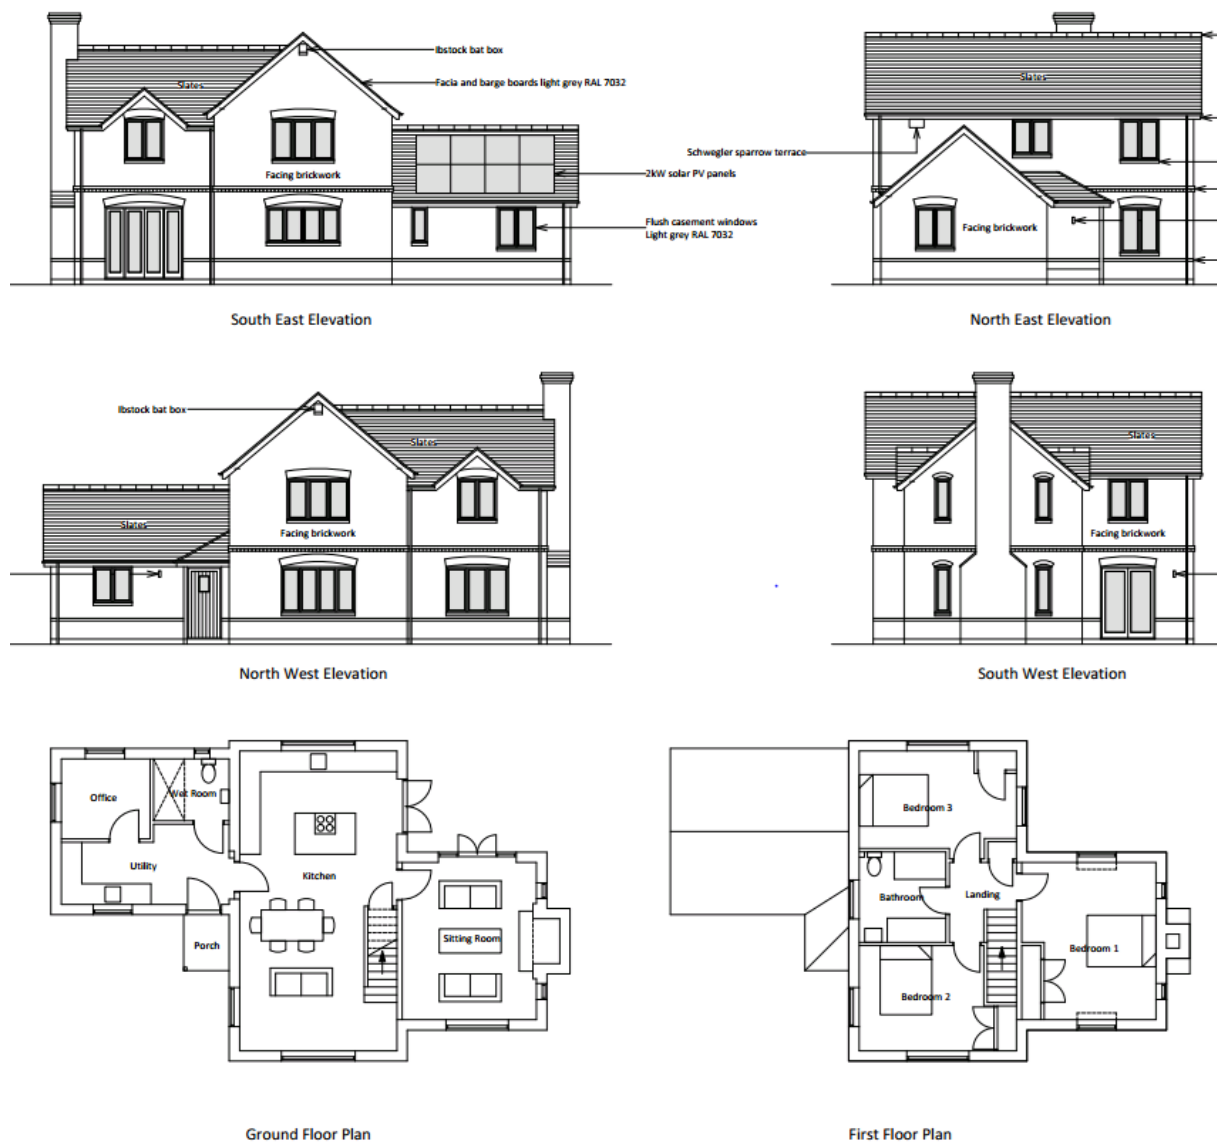 Ibstock bat box
Facia and barge boards light grey RAL 7032
Slates
Facing brickwork
2kW solar PV panels
Flush casement windows
Light grey RAL 7032
South East Elevation
Slates
Schwegler sparrow terrace
Facing brickwork
North East Elevation
Ibstock bat box
Slates
Slates
Facing brickwork
North West Elevation
Slates
Facing brickwork
South West Elevation
Office
Wet Room
Utility
Kitchen
Porch
Sitting Room
Ground Floor Plan
Bedroom 3
Bathroom
Landing
Bedroom 1
Bedroom 2
First Floor Plan